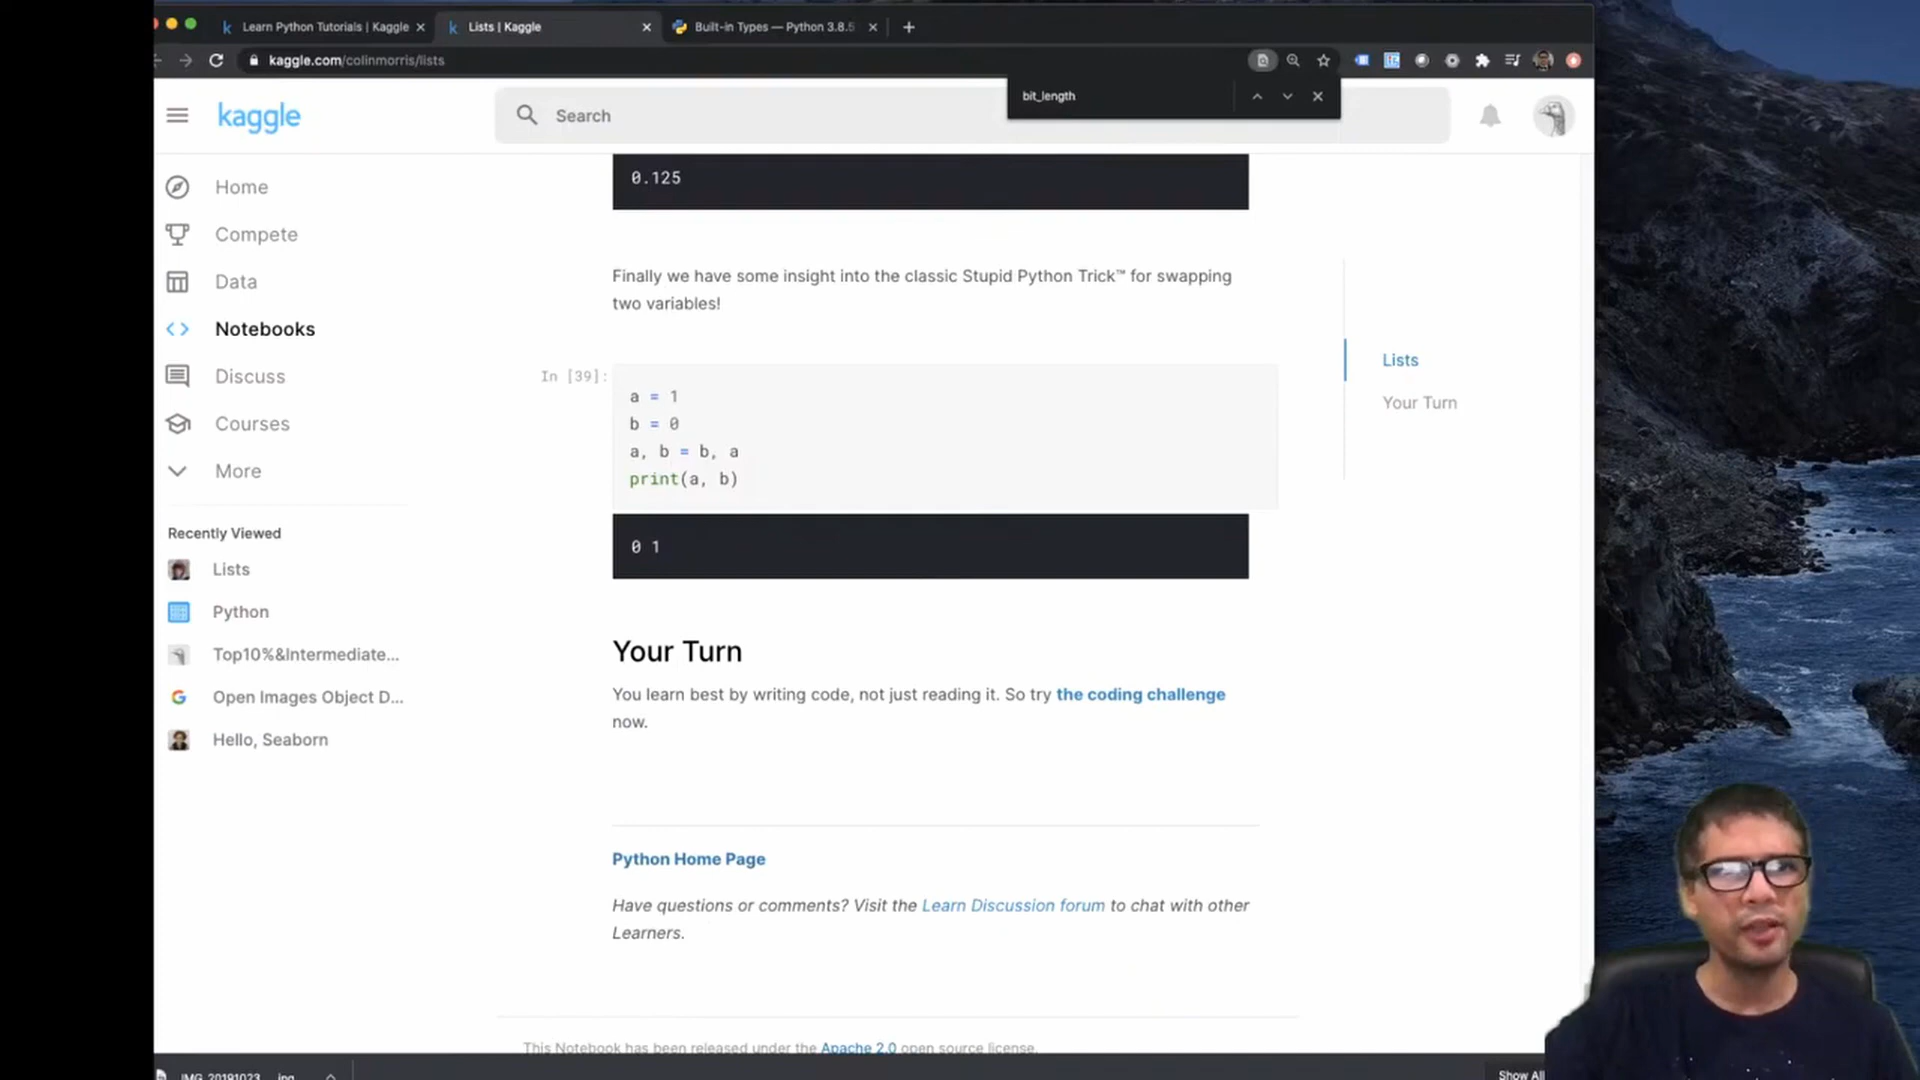 Learn Python Tutorials | Kaggle
Lists | Kaggle
Built-in Types — Python 3.8.5
kaggle.com/colinmorris/lists
bit_length
kaggle
Search
Home
Compete
Data
Notebooks
Discuss
Courses
More
Recently Viewed
Lists
Python
Top10%&Intermediate...
Open Images Object D...
Hello, Seaborn
0.125
Finally we have some insight into the classic Stupid Python Trick™ for swapping
two variables!
In [39]:
a = 1
b = 0
a, b = b, a
print(a, b)
0 1
Your Turn
You learn best by writing code, not just reading it. So try the coding challenge
now.
Python Home Page
Have questions or comments? Visit the Learn Discussion forum to chat with other
Learners.
This Notebook has been released under the Apache 2.0 open source license.
Lists
Your Turn
IMG_20191023....jpg
Show All